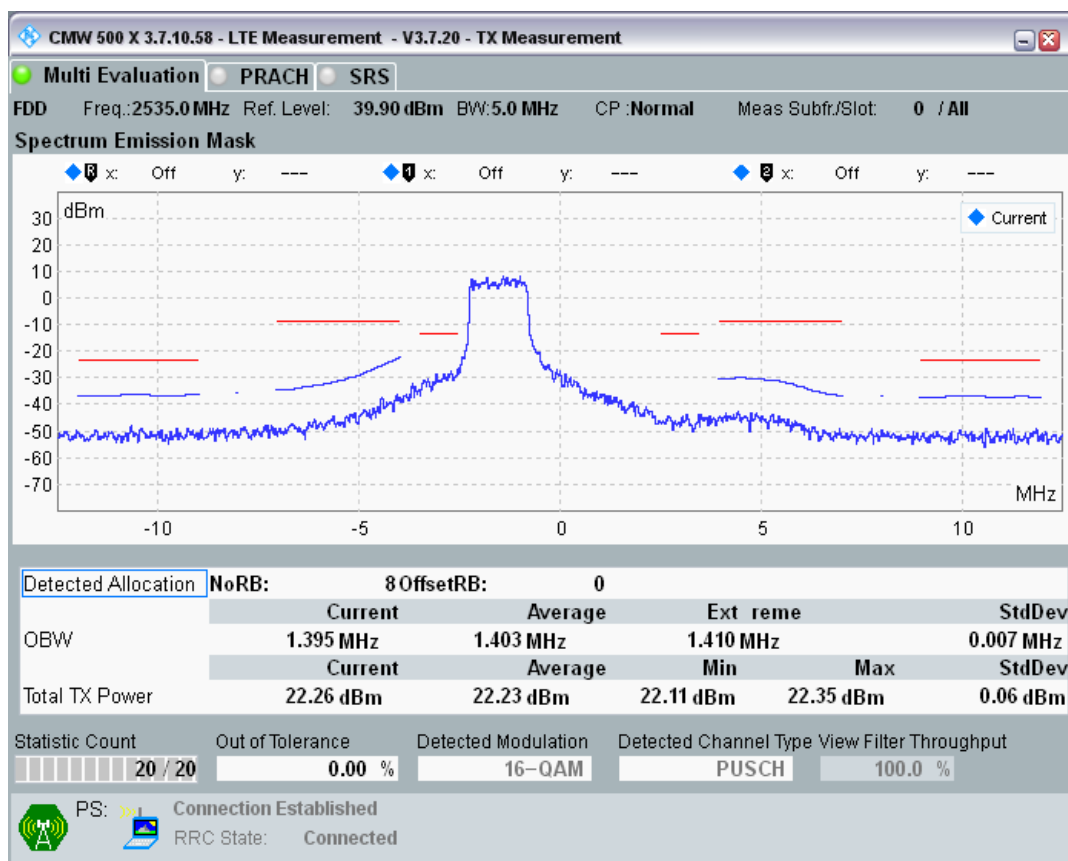 CMW 500 X 3.7.10.58 - LTE Measurement - V3.7.20 - TX Measurement
Multi Evaluation PRACH SRS
FDD Freq.:2535.0 MHz Ref. Level: 39.90 dBm BW:5.0 MHz CP :Normal Meas Subfr./Slot: 0 / All
Spectrum Emission Mask
R x: Off y: --- 1 x: Off y: --- 2 x: Off y: ---
dBm
Current
30
20
10
0
-10
-20
-30
-40
-50
-60
-70
MHz
-10 -5 0 5 10
Detected Allocation NoRB: 8 OffsetRB: 0
Current Average Ext reme StdDev
OBW 1.395 MHz 1.403 MHz 1.410 MHz 0.007 MHz
Current Average Min Max StdDev
Total TX Power 22.26 dBm 22.23 dBm 22.11 dBm 22.35 dBm 0.06 dBm
Statistic Count Out of Tolerance Detected Modulation Detected Channel Type View Filter Throughput
20 / 20 0.00 % 16-QAM PUSCH 100.0 %
PS: Connection Established
RRC State: Connected